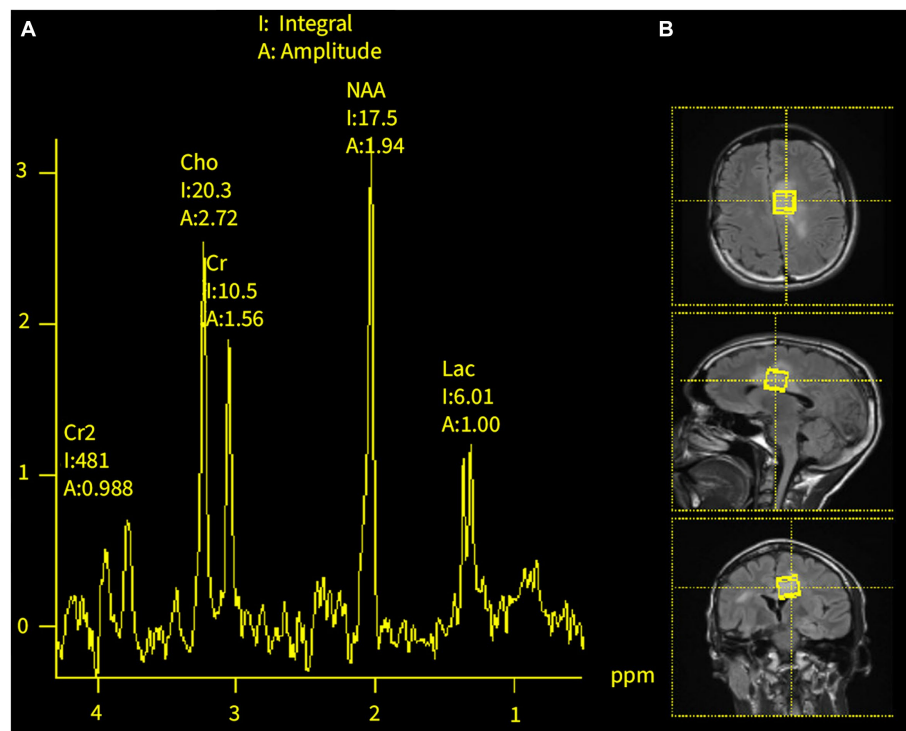 A
I: Integral
A: Amplitude
B
NAA
I:17.5
A:1.94
Cho
I:20.3
A:2.72
Cr
I:10.5
A:1.56
Lac
I:6.01
A:1.00
Cr2
I:481
A:0.988
3
2
1
0
4
3
2
1
ppm